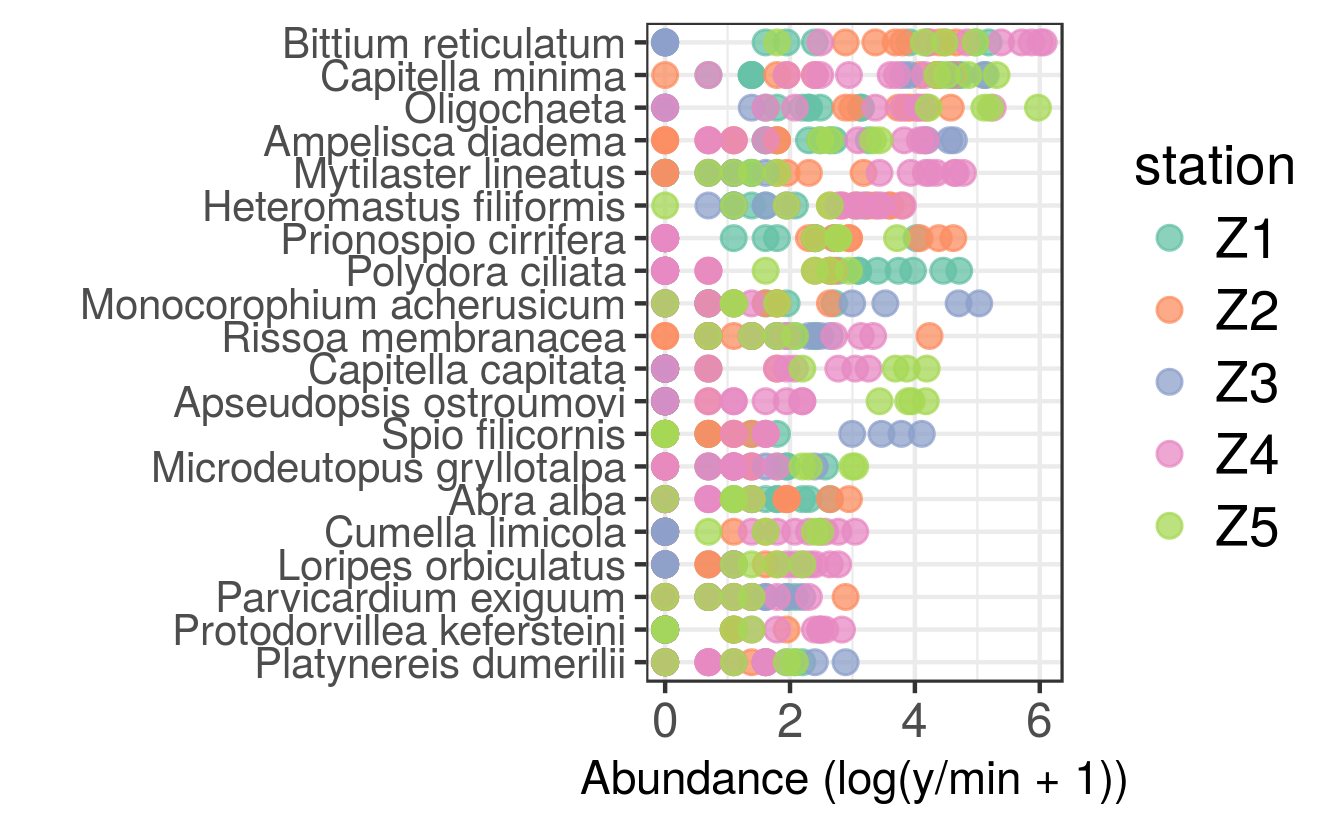 Bittium reticulatum
Capitella minima
Oligochaeta
Ampelisca diadema
Mytilaster lineatus
Heteromastus filiformis
Prionospio cirrifera
Polydora ciliata
Monocorophium acherusicum
Rissoa membranacea
Capitella capitata
Apseudopsis ostroumovi
Spio filicornis
Microdeutopus gryllotalpa
Abra alba
Cumella limicola
Loripes orbiculatus
Parvicardium exiguum
Protodorvillea kefersteini
Platynereis dumerilii
0 2 4 6
Abundance (log(y/min + 1))
station
Z1
Z2
Z3
Z4
Z5